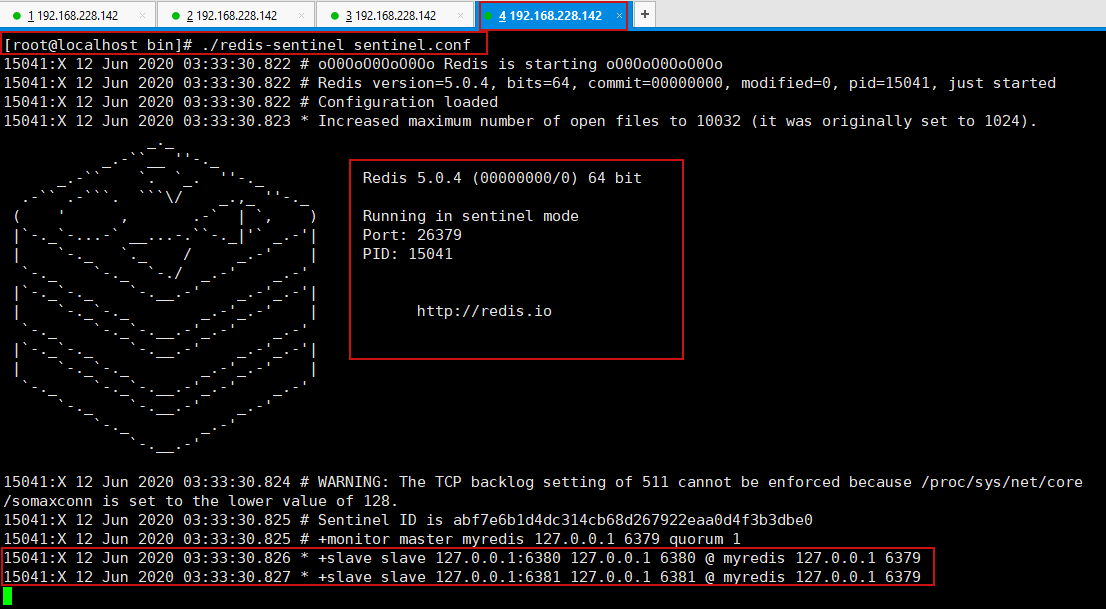 1 192.168.228.142 × 2 192.168.228.142 × 3 192.168.228.142 × 4 192.168.228.142 × +
[root@localhost bin]# ./redis-sentinel sentinel.conf
15041:X 12 Jun 2020 03:33:30.822 # oO0OoO0OoO0Oo Redis is starting oO0OoO0OoO0Oo
15041:X 12 Jun 2020 03:33:30.822 # Redis version=5.0.4, bits=64, commit=00000000, modified=0, pid=15041, just started
15041:X 12 Jun 2020 03:33:30.822 # Configuration loaded
15041:X 12 Jun 2020 03:33:30.823 * Increased maximum number of open files to 10032 (it was originally set to 1024).
Redis 5.0.4 (00000000/0) 64 bit
Running in sentinel mode
Port: 26379
PID: 15041
http://redis.io
15041:X 12 Jun 2020 03:33:30.824 # WARNING: The TCP backlog setting of 511 cannot be enforced because /proc/sys/net/core
/somaxconn is set to the lower value of 128.
15041:X 12 Jun 2020 03:33:30.825 # Sentinel ID is abf7e6b1d4dc314cb68d267922eaa0d4f3b3dbe0
15041:X 12 Jun 2020 03:33:30.825 # +monitor master myredis 127.0.0.1 6379 quorum 1
15041:X 12 Jun 2020 03:33:30.826 * +slave slave 127.0.0.1:6380 127.0.0.1 6380 @ myredis 127.0.0.1 6379
15041:X 12 Jun 2020 03:33:30.827 * +slave slave 127.0.0.1:6381 127.0.0.1 6381 @ myredis 127.0.0.1 6379